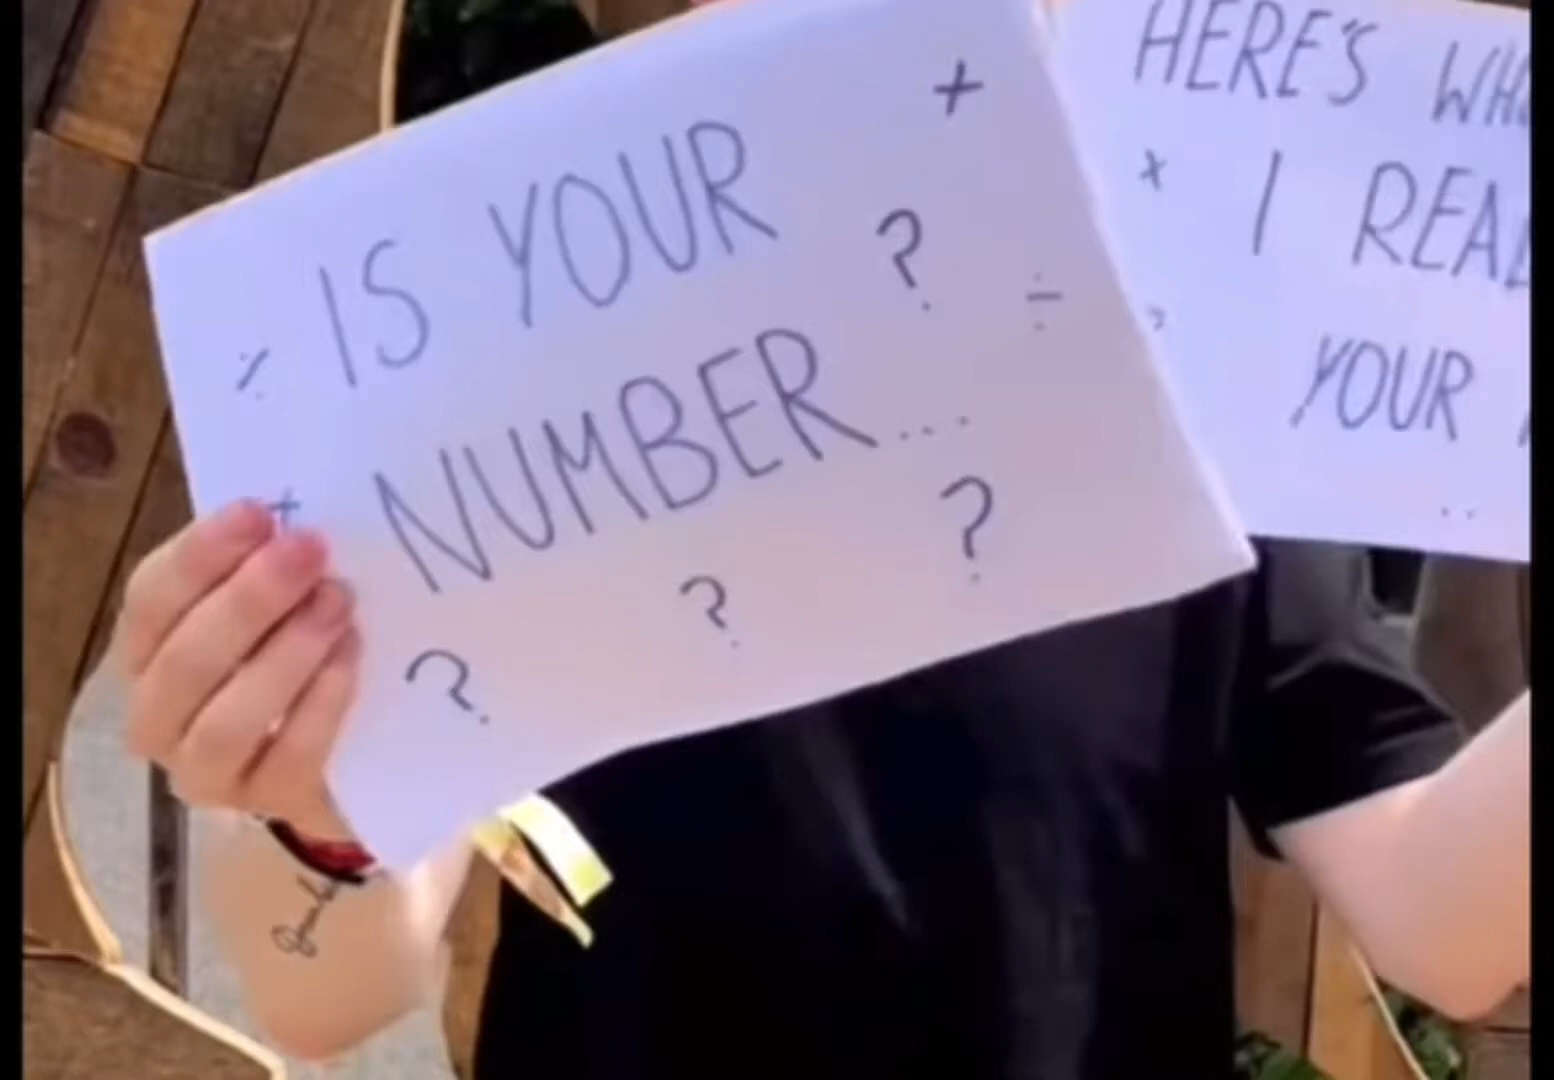 ÷ IS YOUR ? +
+ NUMBER... ÷
? ? ?
HERE'S
× I
? YOUR
..